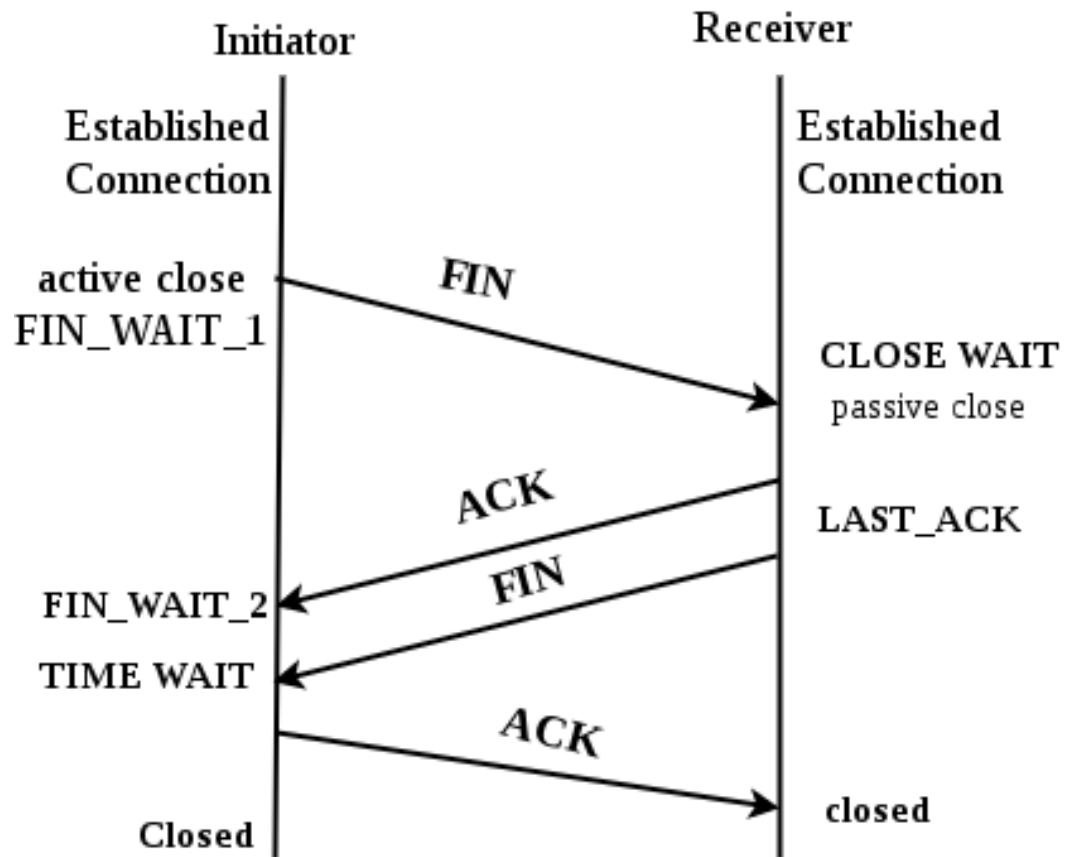 Initiator
Receiver
Established
Connection
Established
Connection
active close
FIN_WAIT_1
FIN
CLOSE WAIT
passive close
ACK
LAST_ACK
FIN
FIN_WAIT_2
TIME WAIT
ACK
closed
Closed